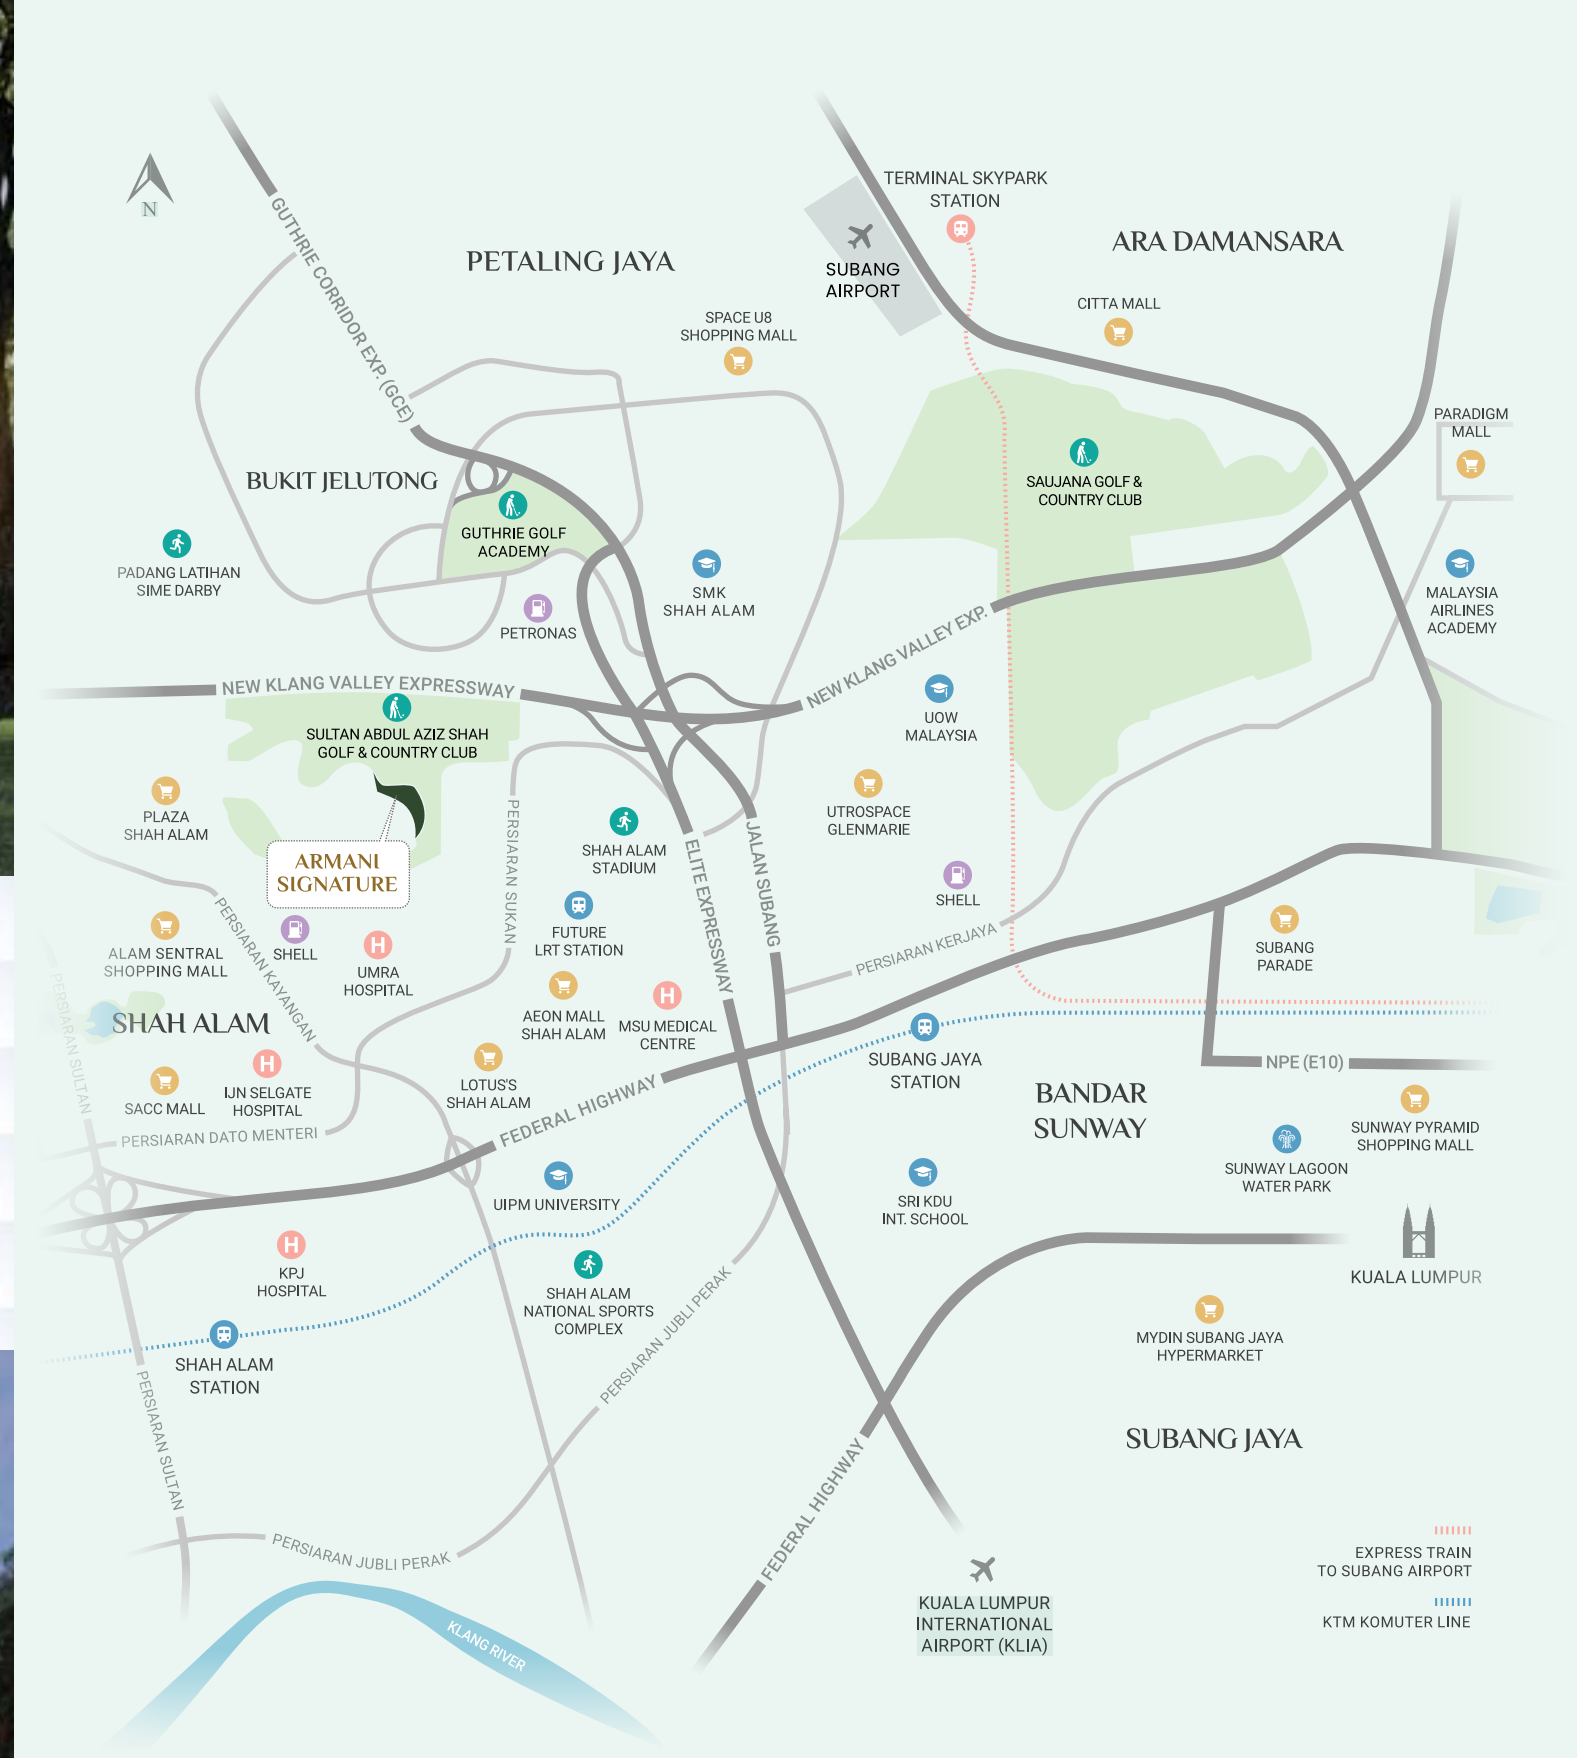 N
GUTHRIE CORRIDOR EXP. (GCE)
PETALING JAYA
TERMINAL SKYPARK
STATION
SUBANG
AIRPORT
ARA DAMANSARA
CITTA MALL
SPACE U8
SHOPPING MALL
PARADIGM
MALL
BUKIT JELUTONG
GUTHRIE GOLF
ACADEMY
SAUJANA GOLF &
COUNTRY CLUB
PADANG LATIHAN
SIME DARBY
SMK
SHAH ALAM
PETRONAS
MALAYSIA
AIRLINES
ACADEMY
NEW KLANG VALLEY EXPRESSWAY
NEW KLANG VALLEY EXP.
SULTAN ABDUL AZIZ SHAH
GOLF & COUNTRY CLUB
UOW
MALAYSIA
PLAZA
SHAH ALAM
ARMANI
SIGNATURE
PERSIARAN SUKAN
SHAH ALAM
STADIUM
ELITE EXPRESSWAY
JALAN SUBANG
UTROSPACE
GLENMARIE
SHELL
ALAM SENTRAL
SHOPPING MALL
PERSIARAN KAYANGAN
SHELL
UMRA
HOSPITAL
FUTURE
LRT STATION
PERSIARAN KERJAYA
SUBANG
PARADE
AEON MALL
SHAH ALAM
MSU MEDICAL
CENTRE
PERSIARAN SULTAN
SHAH ALAM
SUBANG JAYA
STATION
NPE (E10)
SACC MALL
IJN SELGATE
HOSPITAL
LOTUS'S
SHAH ALAM
FEDERAL HIGHWAY
BANDAR
SUNWAY
SUNWAY PYRAMID
SHOPPING MALL
PERSIARAN DATO MENTERI
SUNWAY LAGOON
WATER PARK
UIPM UNIVERSITY
SRI KDU
INT. SCHOOL
KPJ
HOSPITAL
SHAH ALAM
NATIONAL SPORTS
COMPLEX
PERSIARAN JUBLI PERAK
KUALA LUMPUR
MYDIN SUBANG JAYA
HYPERMARKET
SHAH ALAM
STATION
PERSIARAN SULTAN
SUBANG JAYA
FEDERAL HIGHWAY
PERSIARAN JUBLI PERAK
EXPRESS TRAIN
TO SUBANG AIRPORT
KTM KOMUTER LINE
KUALA LUMPUR
INTERNATIONAL
AIRPORT (KLIA)
KLANG RIVER